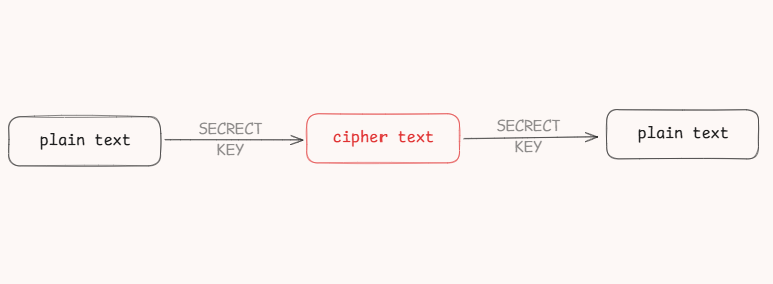 plain text
SECRECT
KEY
cipher text
SECRECT
KEY
plain text